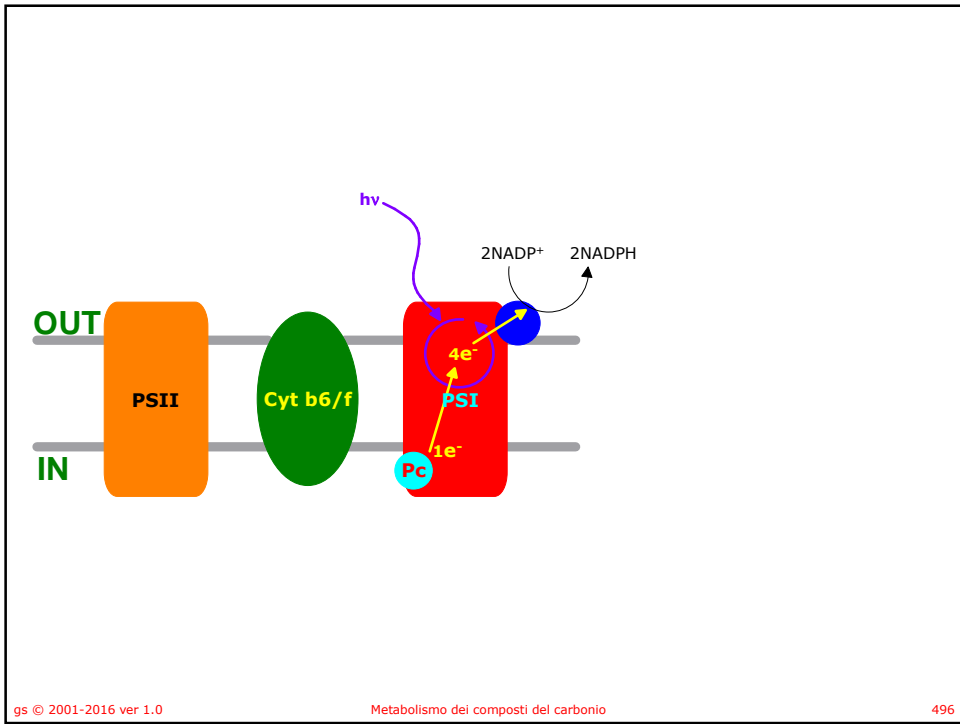 hν
2NADP⁺ 2NADPH
OUT
4e⁻
PSII Cyt b6/f PSI
1e⁻
IN Pc
gs © 2001-2016 ver 1.0 Metabolismo dei composti del carbonio 496